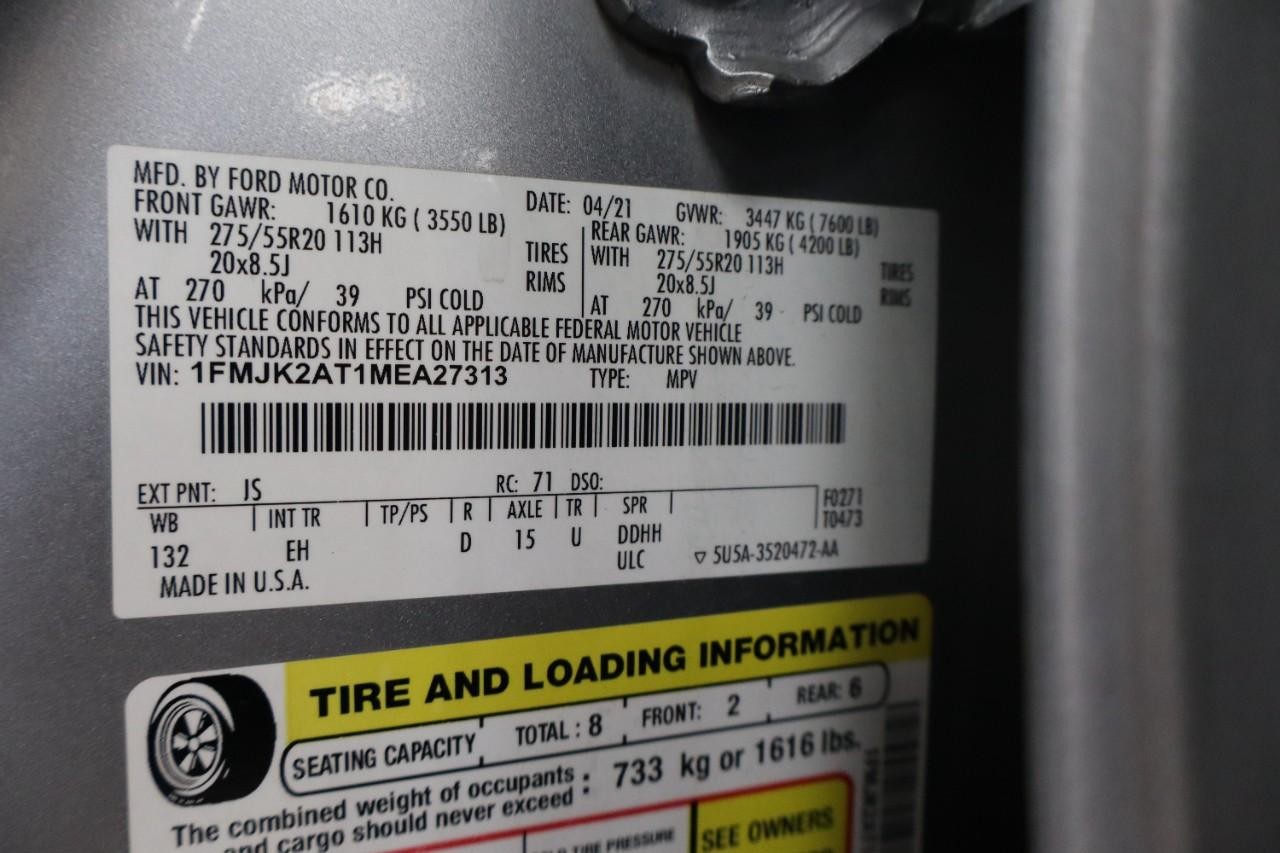 MFD. BY FORD MOTOR CO.
DATE: 04/21 GVWR: 3447 KG ( 7600 LB)
FRONT GAWR: 1610 KG ( 3550 LB)
WITH 275/55R20 113H TIRES
20x8.5J RIMS
AT 270 kPa/ 39 PSI COLD
REAR GAWR: 1905 KG ( 4200 LB)
WITH 275/55R20 113H TIRES
20x8.5J RIMS
AT 270 kPa/ 39 PSI COLD
THIS VEHICLE CONFORMS TO ALL APPLICABLE FEDERAL MOTOR VEHICLE
SAFETY STANDARDS IN EFFECT ON THE DATE OF MANUFACTURE SHOWN ABOVE.
VIN: 1FMJK2AT1MEA27313 TYPE: MPV
EXT PNT: JS RC: 71 DSO:
WB INT TR TP/PS R AXLE TR SPR F0271
T0473
132 EH D 15 U DDHH
ULC ▽ 5U5A-3520472-AA
MADE IN U.S.A.
TIRE AND LOADING INFORMATION
SEATING CAPACITY TOTAL : 8 FRONT: 2 REAR: 6
The combined weight of occupants
and cargo should never exceed : 733 kg or 1616 lbs.
TIRE PRESSURE
SEE OWNERS